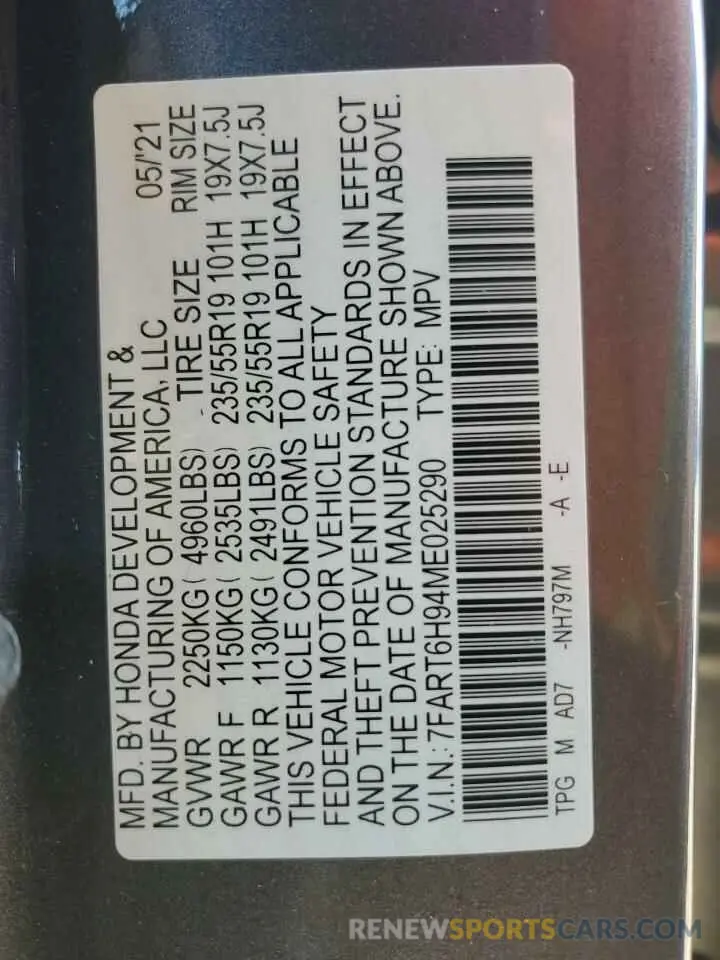 MFD. BY HONDA DEVELOPMENT &
MANUFACTURING OF AMERICA, LLC 05/'21
GVWR 2250KG( 4960LBS) TIRE SIZE RIM SIZE
GAWR F 1150KG( 2535LBS) 235/55R19 101H 19X7.5J
GAWR R 1130KG( 2491LBS) 235/55R19 101H 19X7.5J
THIS VEHICLE CONFORMS TO ALL APPLICABLE
FEDERAL MOTOR VEHICLE SAFETY
AND THEFT PREVENTION STANDARDS IN EFFECT
ON THE DATE OF MANUFACTURE SHOWN ABOVE.
V.I.N.: 7FART6H94ME025290 TYPE: MPV
TPG M AD7 -NH797M -A -E
RENEWSPORTSCARS.COM